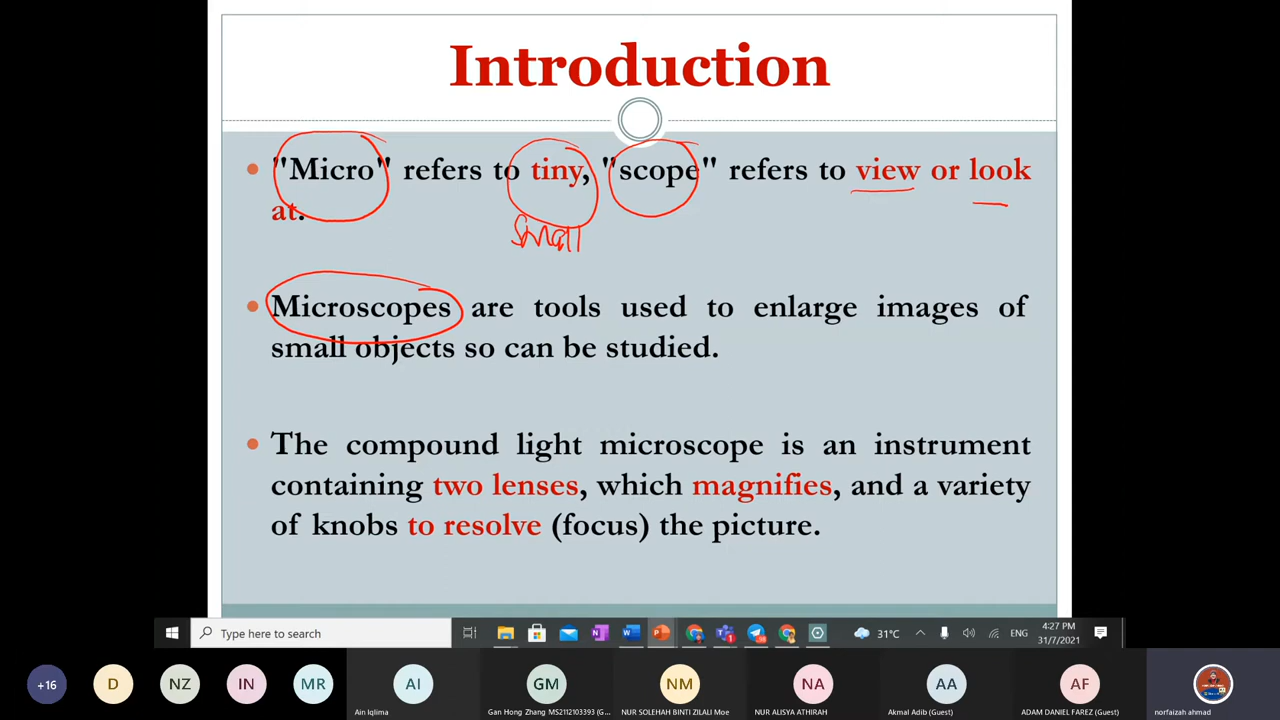 Introduction
• "Micro" refers to tiny, "scope" refers to view or look
at.
small
• Microscopes are tools used to enlarge images of
small objects so can be studied.
• The compound light microscope is an instrument
containing two lenses, which magnifies, and a variety
of knobs to resolve (focus) the picture.
Type here to search
31°C
ENG
4:27 PM
31/7/2021
+16
D
NZ
IN
MR
AI
Ain Iqlima
GM
Gan Hong Zhang MS2112103393 (G...
NM
NUR SOLEHAH BINTI ZILALI Moe
NA
NUR ALISYA ATHIRAH
AA
Akmal Adib (Guest)
AF
ADAM DANIEL FAREZ (Guest)
norfaizah ahmad